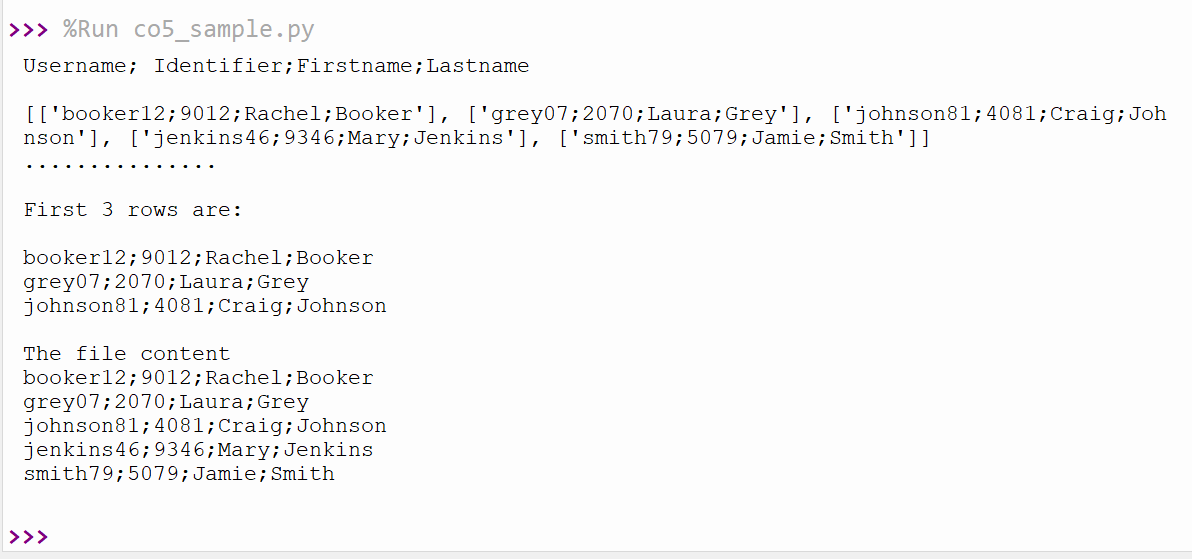 >>> %Run co5_sample.py
Username; Identifier;Firstname;Lastname
[['booker12;9012;Rachel;Booker'], ['grey07;2070;Laura;Grey'], ['johnson81;4081;Craig;Joh
nson'], ['jenkins46;9346;Mary;Jenkins'], ['smith79;5079;Jamie;Smith']]
...............
First 3 rows are:
booker12;9012;Rachel;Booker
grey07;2070;Laura;Grey
johnson81;4081;Craig;Johnson
The file content
booker12;9012;Rachel;Booker
grey07;2070;Laura;Grey
johnson81;4081;Craig;Johnson
jenkins46;9346;Mary;Jenkins
smith79;5079;Jamie;Smith
>>>